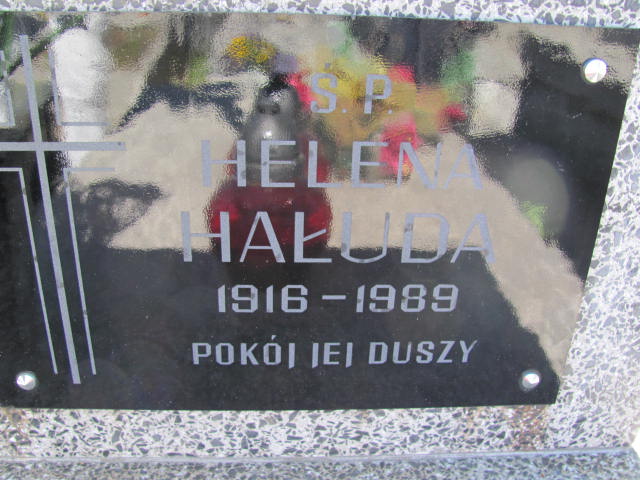 Ś.P.
HELENA
HAŁUDA
1916-1989
POKÓJ JEJ DUSZY